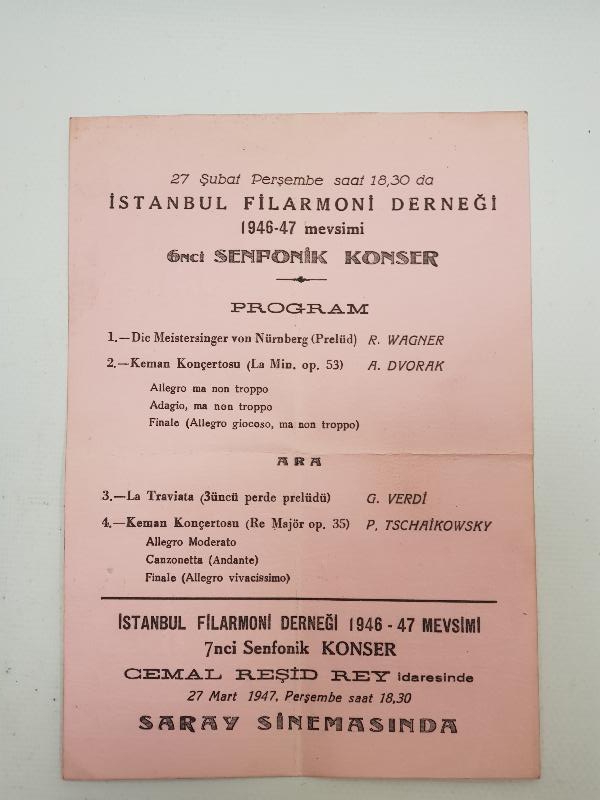 27 Şubat Perşembe saat 18,30 da
İSTANBUL FİLARMONİ DERNEĞİ
1946-47 mevsimi
6ncı SENFONİK KONSER
PROGRAM
1.—Die Meistersinger von Nürnberg (Prelüd) R. WAGNER
2.—Keman Konçertosu (La Min. op. 53) A. DVORAK
Allegro ma non troppo
Adagio, ma non troppo
Finale (Allegro giocoso, ma non troppo)
ARA
3.—La Traviata (3üncü perde prelüdü) G. VERDİ
4.—Keman Konçertosu (Re Majör op. 35) P. TSCHAİKOWSKY
Allegro Moderato
Canzonetta (Andante)
Finale (Allegro vivacissimo)
İSTANBUL FİLARMONİ DERNEĞİ 1946 - 47 MEVSİMİ
7nci Senfonik KONSER
CEMAL REŞİD REY idaresinde
27 Mart 1947, Perşembe saat 18,30
SARAY SİNEMASINDA